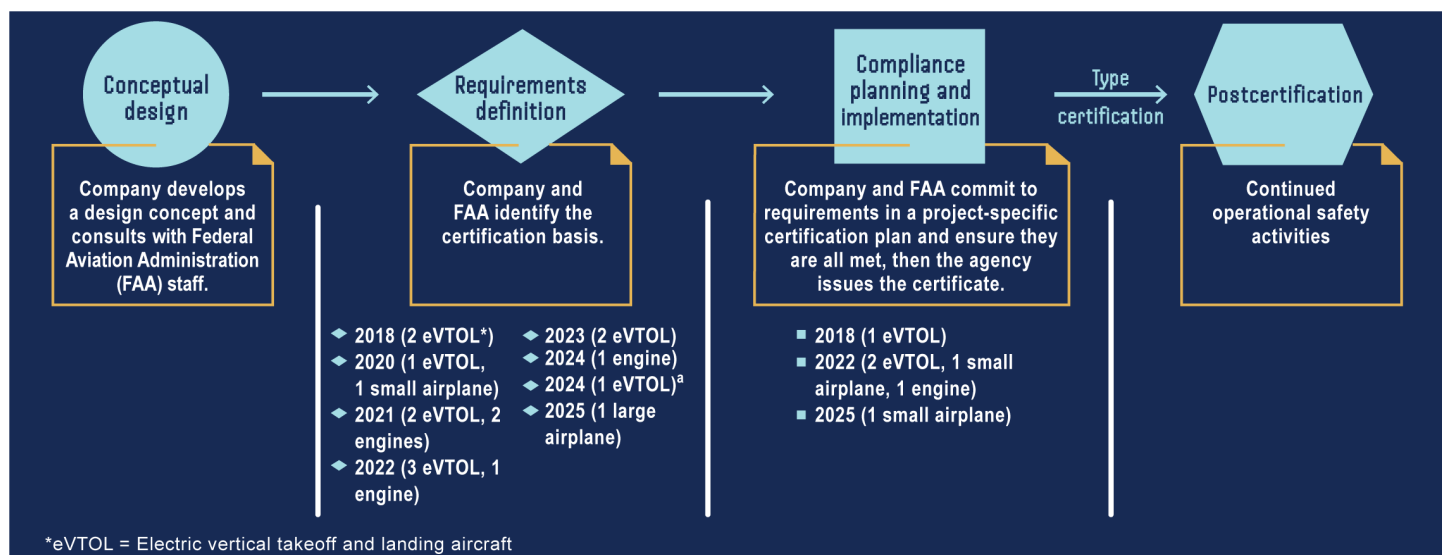 Conceptual
design
Requirements
definition
Compliance
planning and
implementation
Type
certification
Postcertification
Company develops
a design concept and
consults with Federal
Aviation Administration
(FAA) staff.
Company and
FAA identify the
certification basis.
Company and FAA commit to
requirements in a project-specific
certification plan and ensure they
are all met, then the agency
issues the certificate.
Continued
operational safety
activities
2018 (2 eVTOL*)
2020 (1 eVTOL,
1 small airplane)
2021 (2 eVTOL, 2
engines)
2022 (3 eVTOL, 1
engine)
2023 (2 eVTOL)
2024 (1 engine)
2024 (1 eVTOL)a
2025 (1 large
airplane)
2018 (1 eVTOL)
2022 (2 eVTOL, 1 small
airplane, 1 engine)
2025 (1 small airplane)
*eVTOL = Electric vertical takeoff and landing aircraft